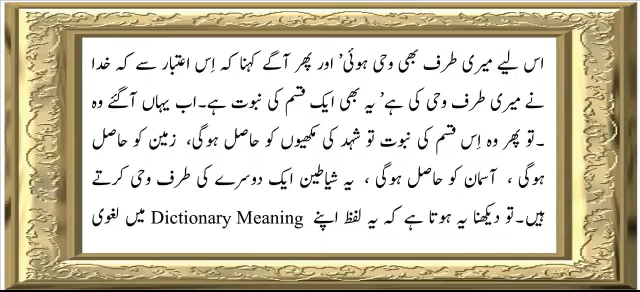 اس لیے میری طرف بھی وحی ہوئی’ اور پھر آگے کہنا کہ اِس اعتبار سے کہ خدا
نے میری طرف وحی کی ہے’ یہ بھی ایک قسم کی نبوت ہے۔اب یہاں آگئے وہ
۔تو پھر وہ اِس قسم کی نبوت تو شہد کی مکھیوں کو حاصل ہوگی، زمین کو حاصل
ہوگی ، آسمان کو حاصل ہوگی ، یہ شیاطین ایک دوسرے کی طرف وحی کرتے
ہیں۔تو دیکھنا یہ ہوتا ہے کہ یہ لفظ اپنے Dictionary Meaning میں لغوی